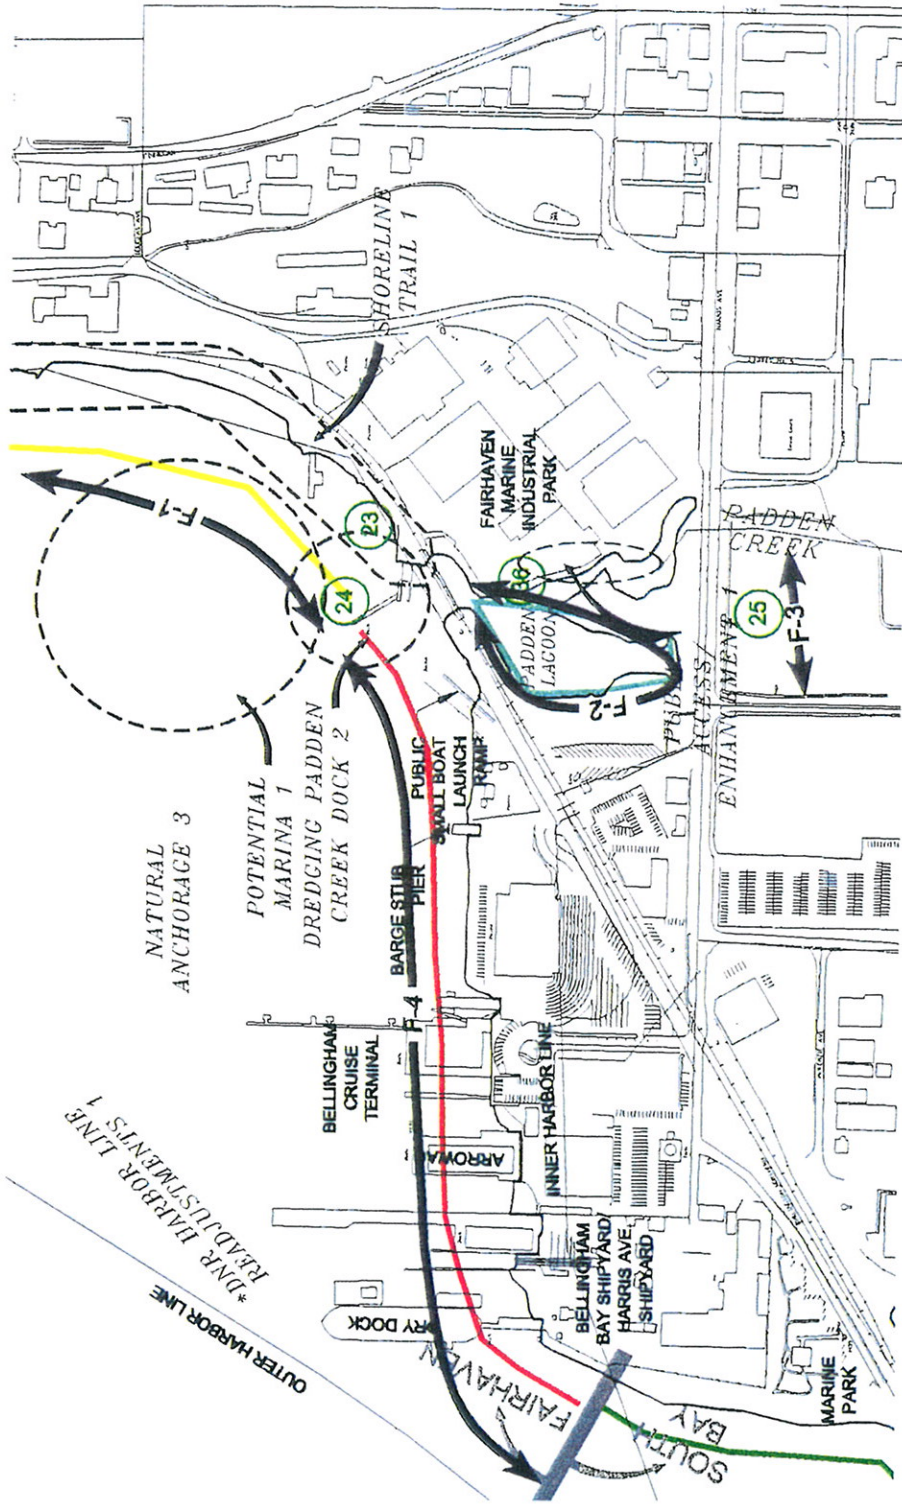 SHORELINE
TRAIL 1
F-1
23
24
FAIRHAVEN
MARINE
INDUSTRIAL
PARK
36
PADDEN
LAGOON
PADDEN
CREEK
25
F-3
F-2
PUBLIC
ACCESS/
ENHANCEMENT 1
NATURAL
ANCHORAGE 3
POTENTIAL
MARINA 1
DREDGING PADDEN
CREEK DOCK 2
PUBLIC
SMALL BOAT
LAUNCH
RAMP
BARGE STUB
PIER
F-4
BELLINGHAM
CRUISE
TERMINAL
ARROWAC
INNER HARBOR LINE
*DNR HARBOR LINE
READJUSTMENTS 1
OUTER HARBOR LINE
DRY DOCK
BELLINGHAM
BAY SHIPYARD/
HARRIS AVE.
SHIPYARD
FAIRHAVEN
SOUTH
BAY
MARINE
PARK
HARRIS AVE